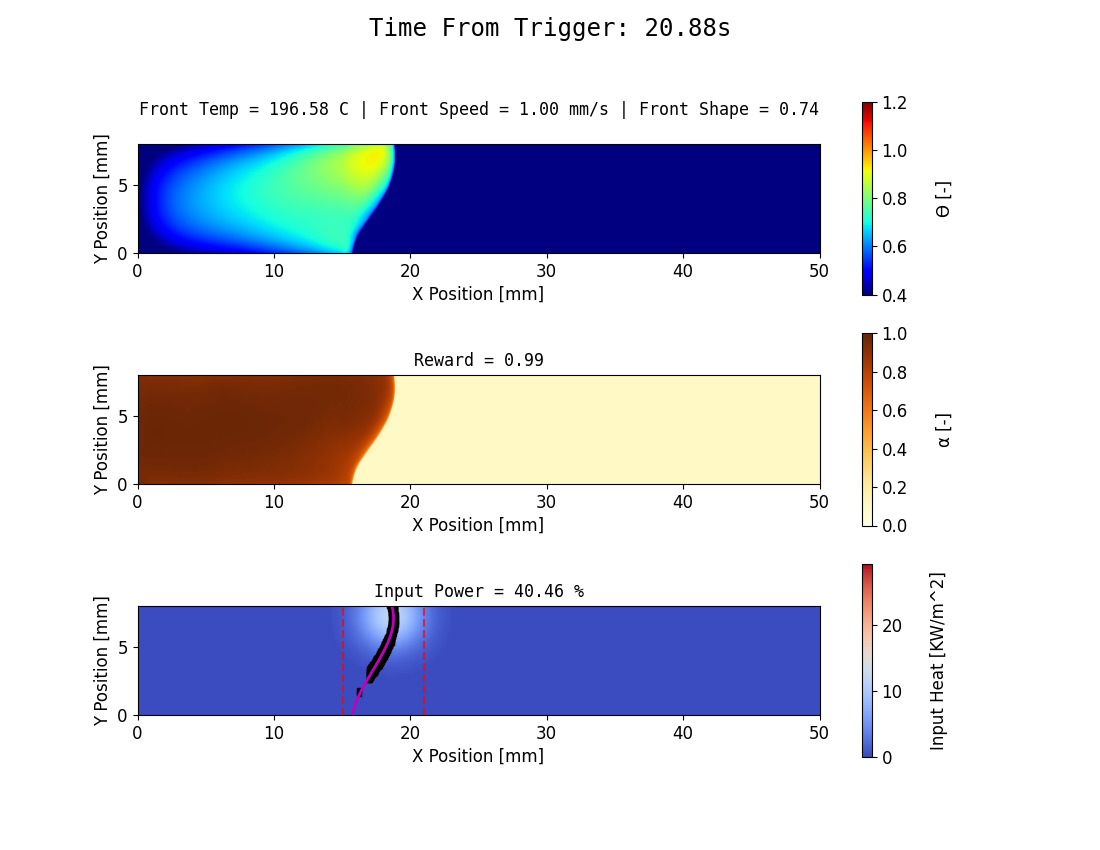 Time From Trigger: 20.88s
Front Temp = 196.58 C | Front Speed = 1.00 mm/s | Front Shape = 0.74
Y Position [mm]
5
0
0 10 20 30 40 50
X Position [mm]
1.2
1.0
0.8
0.6
0.4
Θ [-]
Reward = 0.99
Y Position [mm]
5
0
0 10 20 30 40 50
X Position [mm]
1.0
0.8
0.6
0.4
0.2
0.0
α [-]
Input Power = 40.46 %
Y Position [mm]
5
0
0 10 20 30 40 50
X Position [mm]
20
10
0
Input Heat [KW/m^2]